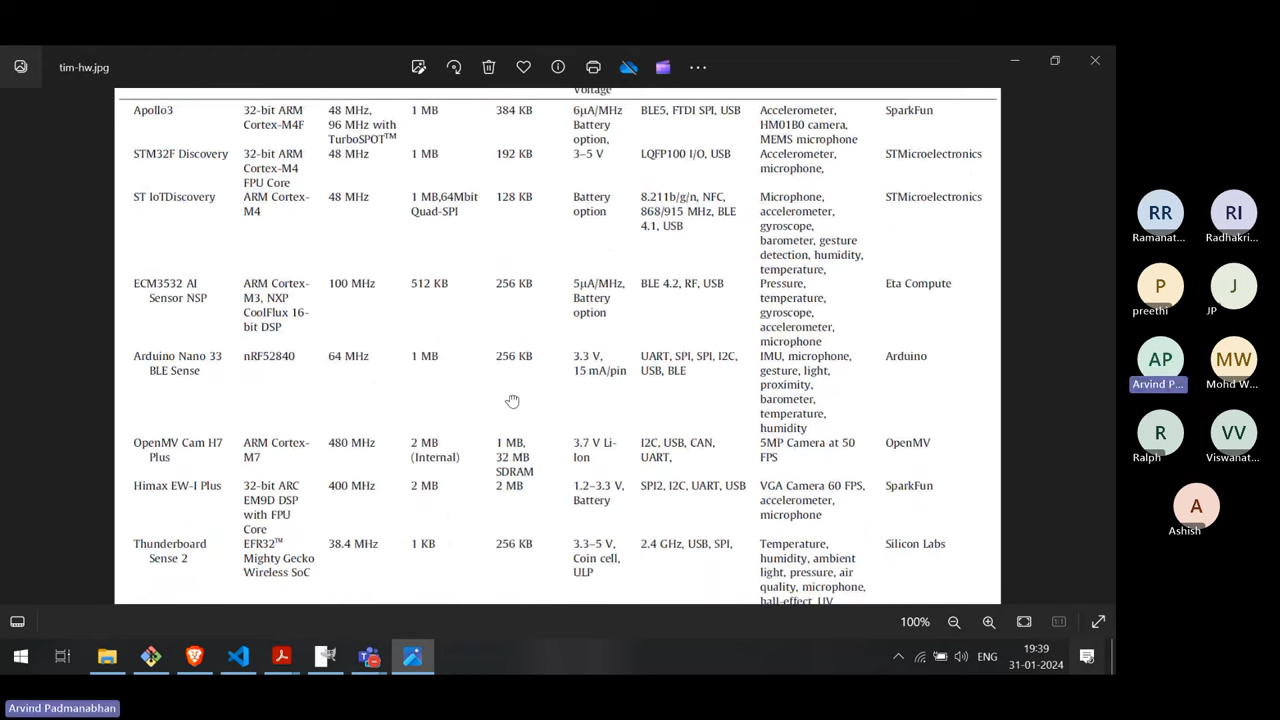 tim-hw.jpg
Voltage
Apollo3 32-bit ARM 48 MHz, 1 MB 384 KB 6μA/MHz BLE5, FTDI SPI, USB Accelerometer, SparkFun
Cortex-M4F 96 MHz with Battery HM01B0 camera,
TurboSPOT™ option, MEMS microphone
STM32F Discovery 32-bit ARM 48 MHz 1 MB 192 KB 3–5 V LQFP100 I/O, USB Accelerometer, STMicroelectronics
Cortex-M4 microphone,
FPU Core
ST IoTDiscovery ARM Cortex- 48 MHz 1 MB,64Mbit 128 KB Battery 8.211b/g/n, NFC, Microphone, STMicroelectronics
M4 Quad-SPI option 868/915 MHz, BLE accelerometer,
4.1, USB gyroscope,
barometer, gesture
detection, humidity,
temperature,
ECM3532 AI ARM Cortex- 100 MHz 512 KB 256 KB 5μA/MHz, BLE 4.2, RF, USB Pressure, Eta Compute
Sensor NSP M3, NXP Battery temperature,
CoolFlux 16- option gyroscope,
bit DSP accelerometer,
microphone
Arduino Nano 33 nRF52840 64 MHz 1 MB 256 KB 3.3 V, UART, SPI, SPI, I2C, IMU, microphone, Arduino
BLE Sense 15 mA/pin USB, BLE gesture, light,
proximity,
barometer,
temperature,
humidity
OpenMV Cam H7 ARM Cortex- 480 MHz 2 MB 1 MB, 3.7 V Li- I2C, USB, CAN, 5MP Camera at 50 OpenMV
Plus M7 (Internal) 32 MB Ion UART, FPS
SDRAM
Himax EW-I Plus 32-bit ARC 400 MHz 2 MB 2 MB 1.2–3.3 V, SPI2, I2C, UART, USB VGA Camera 60 FPS, SparkFun
EM9D DSP Battery accelerometer,
with FPU microphone
Core
Thunderboard EFR32™ 38.4 MHz 1 KB 256 KB 3.3–5 V, 2.4 GHz, USB, SPI, Temperature, Silicon Labs
Sense 2 Mighty Gecko Coin cell, humidity, ambient
Wireless SoC ULP light, pressure, air
quality, microphone,
hall-effect, UV
RR RI
Ramanat... Radhakri...
P J
preethi JP
AP MW
Arvind P... Mohd W...
R VV
Ralph Viswanat...
A
Ashish
100% 1:1
ENG 19:39
31-01-2024
Arvind Padmanabhan